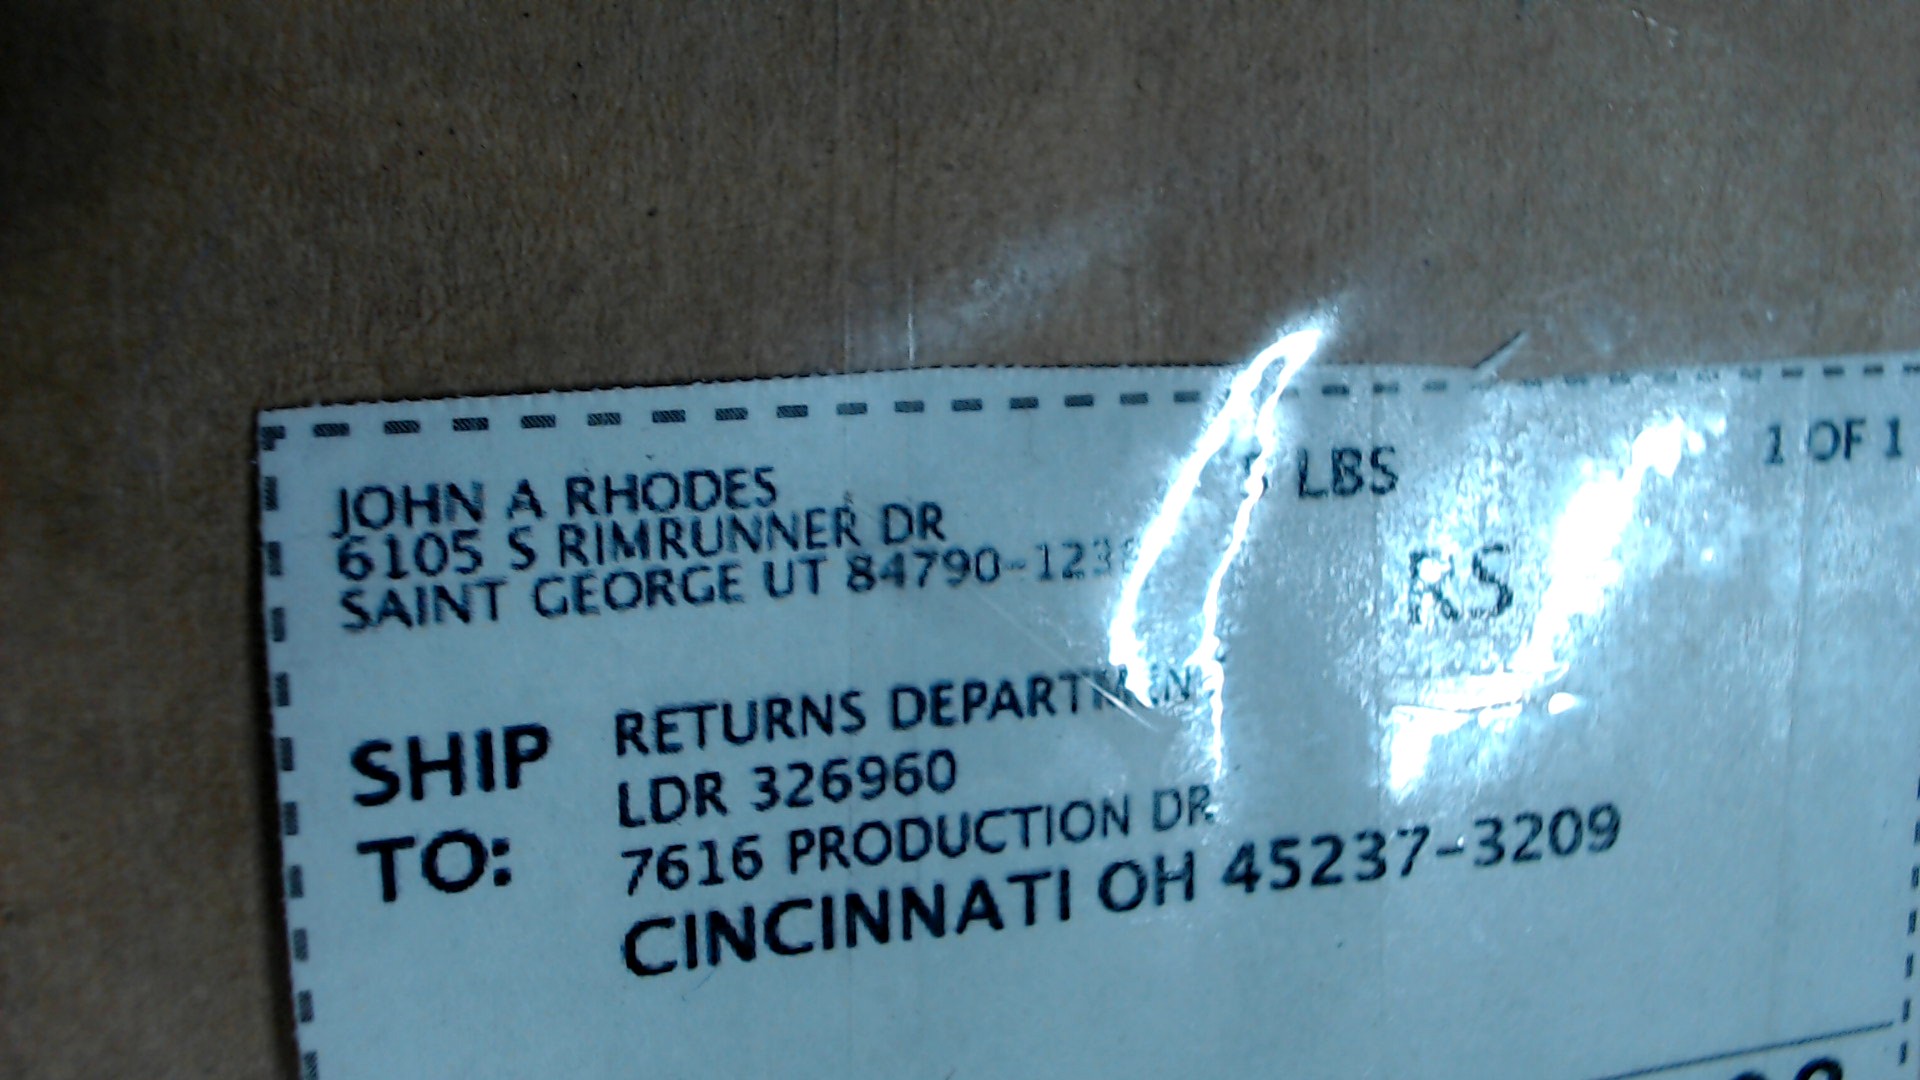 JOHN A RHODES
LBS
1 OF 1
6105 S RIMRUNNER DR
SAINT GEORGE UT
RS
SHIP TO:
RETURNS DEPARTMENT
LDR 326960
7616 PRODUCTION DR
CINCINNATI OH 45237-3209